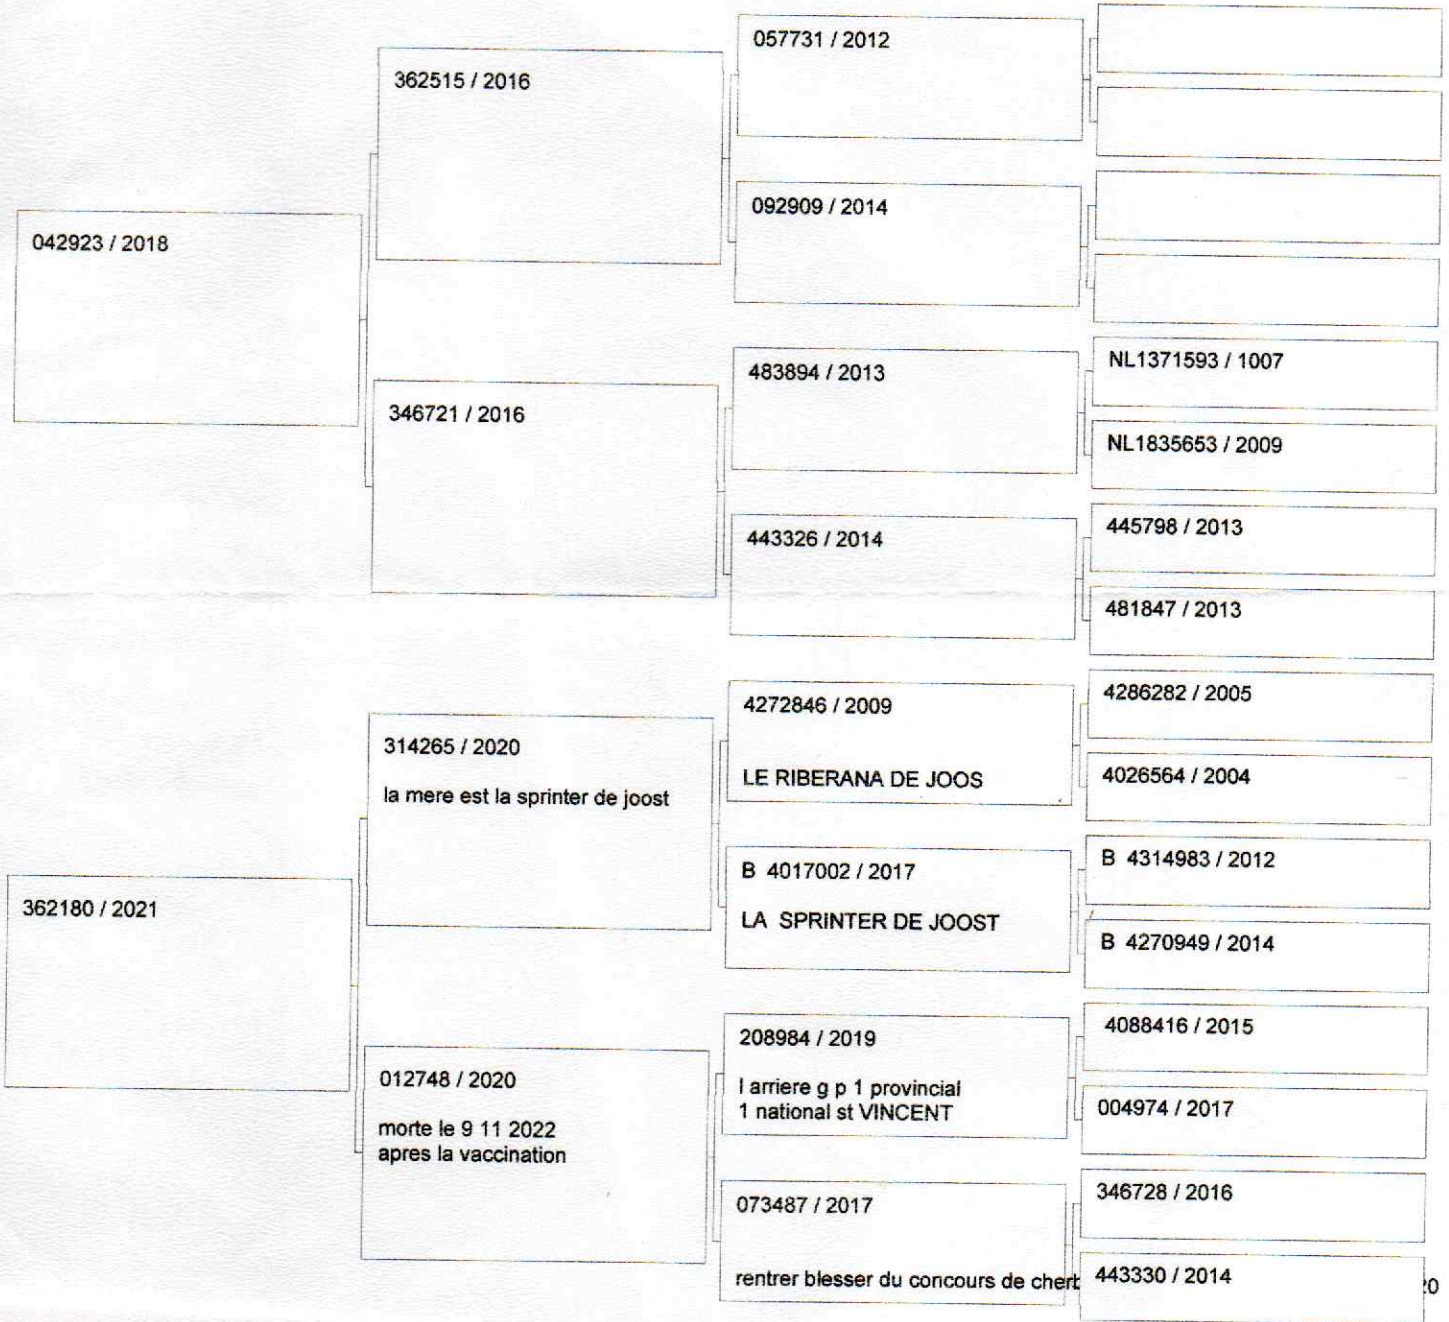 042923 / 2018
362180 / 2021
362515 / 2016
346721 / 2016
314265 / 2020
la mere est la sprinter de joost
012748 / 2020
morte le 9 11 2022
apres la vaccination
057731 / 2012
092909 / 2014
483894 / 2013
443326 / 2014
4272846 / 2009
LE RIBERANA DE JOOS
B 4017002 / 2017
LA SPRINTER DE JOOST
208984 / 2019
l arriere g p 1 provincial
1 national st VINCENT
073487 / 2017
rentrer blesser du concours de cherb
NL1371593 / 1007
NL1835653 / 2009
445798 / 2013
481847 / 2013
4286282 / 2005
4026564 / 2004
B 4314983 / 2012
B 4270949 / 2014
4088416 / 2015
004974 / 2017
346728 / 2016
443330 / 2014